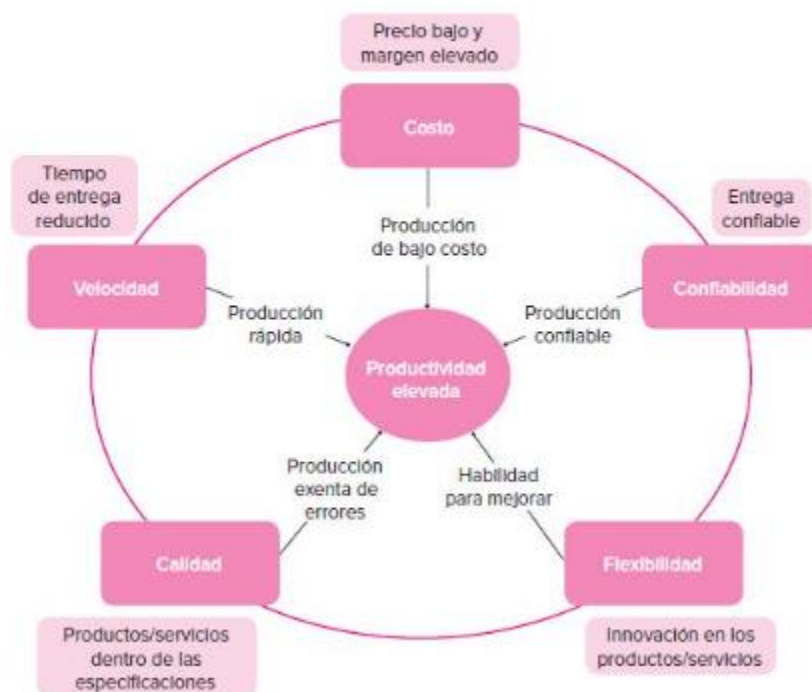 Precio bajo y
margen elevado
Costo
Tiempo
de entrega
reducido
Entrega
confiable
Producción
de bajo costo
Velocidad
Confiabilidad
Producción
rápida
Producción
confiable
Productividad
elevada
Producción
exenta de
errores
Habilidad
para mejorar
Calidad
Flexibilidad
Productos/servicios
dentro de las
especificaciones
Innovación en los
productos/servicios